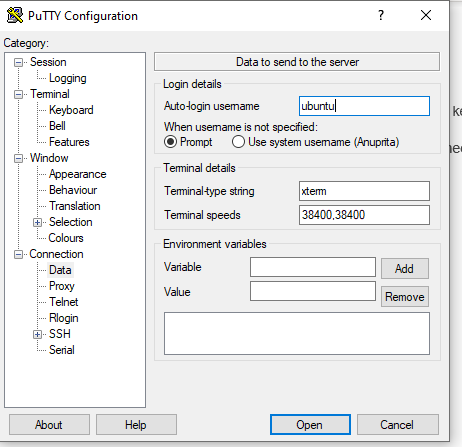 PuTTY Configuration
?
Category:
Session
Logging
Terminal
Keyboard
Bell
Features
Window
Appearance
Behaviour
Translation
Selection
Colours
Connection
Data
Proxy
Telnet
Rlogin
SSH
Serial
Data to send to the server
Login details
Auto-login username ubuntu
When username is not specified:
Prompt Use system username (Anuprita)
Terminal details
Terminal-type string xterm
Terminal speeds 38400,38400
Environment variables
Variable Add
Value Remove
About Help Open Cancel